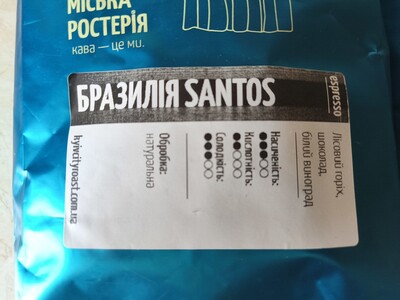 МІСЬКА
РОСТЕРІЯ
кава — це ми.
БРАЗИЛІЯ SANTOS
espresso
Лісовий горіх,
шоколад,
білий виноград
Насиченість:
Кислотність:
Солодкість:
Обробка:
натуральна
kyivcityroast.com.ua